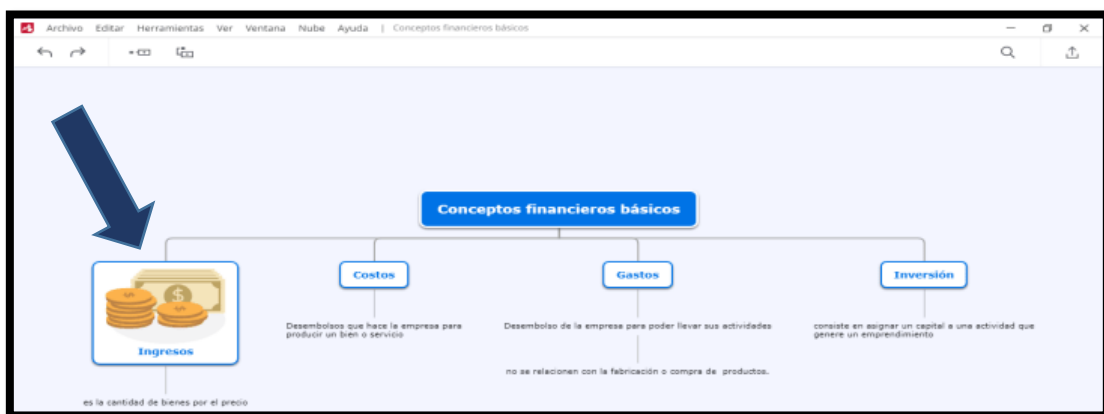 Archivo Editar Herramientas Ver Ventana Nube Ayuda | Conceptos financieros básicos
Conceptos financieros básicos
Ingresos
es la cantidad de bienes por el precio
Costos
Desembolsos que hace la empresa para
producir un bien o servicio
Gastos
Desembolso de la empresa para poder llevar sus actividades
no se relacionen con la fabricación o compra de productos.
Inversión
consiste en asignar un capital a una actividad que
genere un emprendimiento